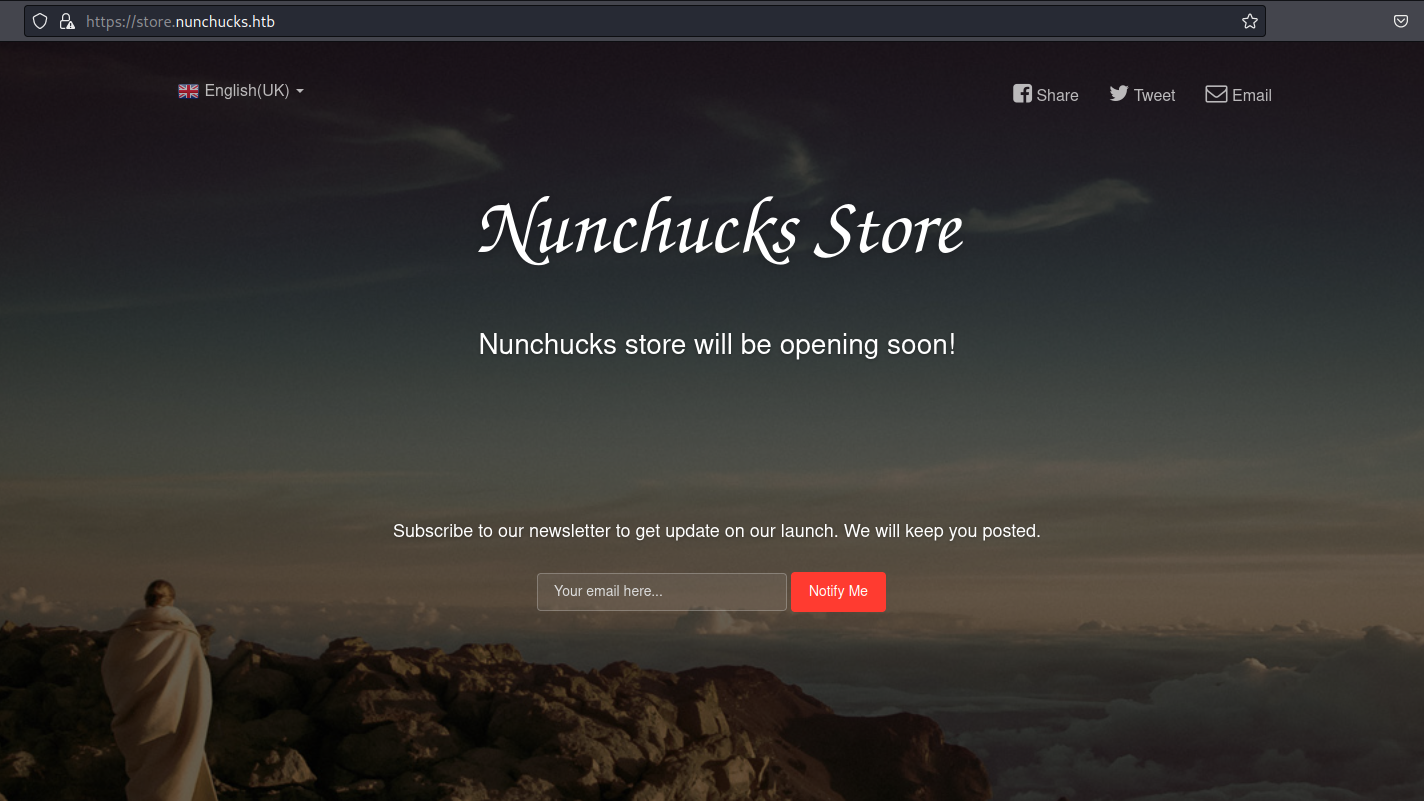 https://store.nunchucks.htb
English(UK)
Share Tweet Email
Nunchucks Store
Nunchucks store will be opening soon!
Subscribe to our newsletter to get update on our launch. We will keep you posted.
Your email here... Notify Me